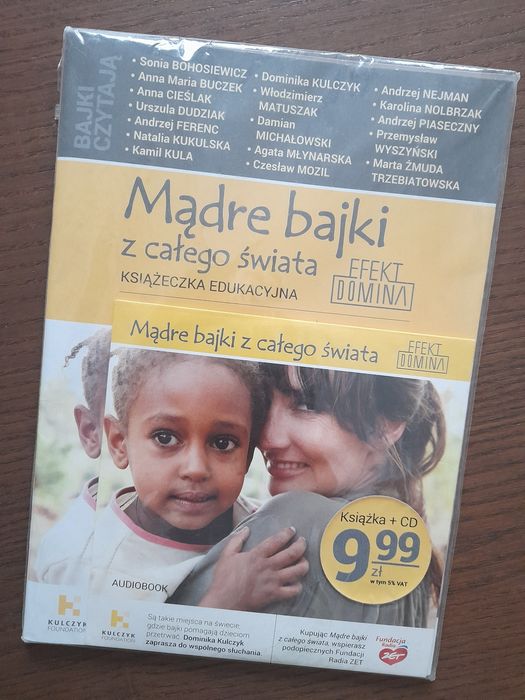 BAJKI
CZYTAJĄ
• Sonia BOHOSIEWICZ
• Anna Maria BUCZEK
• Anna CIEŚLAK
• Urszula DUDZIAK
• Andrzej FERENC
• Natalia KUKULSKA
• Kamil KULA
• Dominika KULCZYK
• Włodzimierz
MATUSZAK
• Damian
MICHAŁOWSKI
• Agata MŁYNARSKA
• Czesław MOZIL
• Andrzej NEJMAN
• Karolina NOLBRZAK
• Andrzej PIASECZNY
• Przemysław
WYSZYŃSKI
• Marta ŻMUDA
TRZEBIATOWSKA
Mądre bajki
z całego świata
KSIĄŻECZKA EDUKACYJNA
EFEKT
DOMINA
Mądre bajki z całego świata
EFEKT
DOMINA
Książka + CD
9 99
zł
w tym 5% VAT
AUDIOBOOK
KULCZYK
FOUNDATION
KULCZYK
FOUNDATION
Są takie miejsca na świecie,
gdzie bajki pomagają dzieciom
przetrwać. Dominika Kulczyk
zaprasza do wspólnego słuchania.
Kupując Mądre bajki
z całego świata, wspierasz
podopiecznych Fundacji
Radia ZET
Fundacja
Radia
ZET